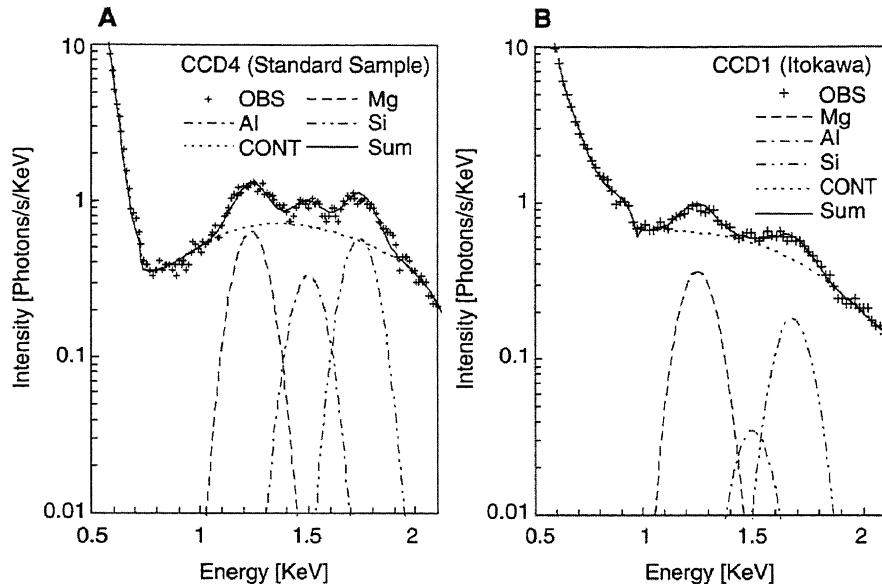 A
10
1
0.1
0.01
Intensity [Photons/s/KeV]
CCD4 (Standard Sample)
OBS
Mg
Al
Si
CONT
Sum
0.5
1
1.5
2
Energy [KeV]
B
10
1
0.1
0.01
Intensity [Photons/s/KeV]
CCD1 (Itokawa)
OBS
Mg
Al
Si
CONT
Sum
0.5
1
1.5
2
Energy [KeV]